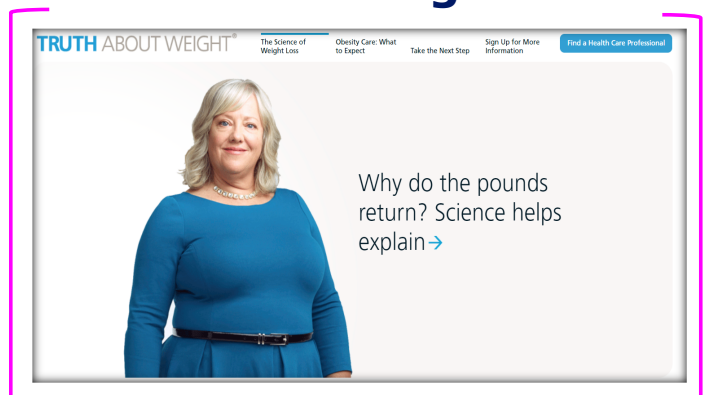 TRUTH ABOUT WEIGHT®
The Science of
Weight Loss
Obesity Care: What
to Expect
Take the Next Step
Sign Up for More
Information
Find a Health Care Professional
Why do the pounds
return? Science helps
explain→